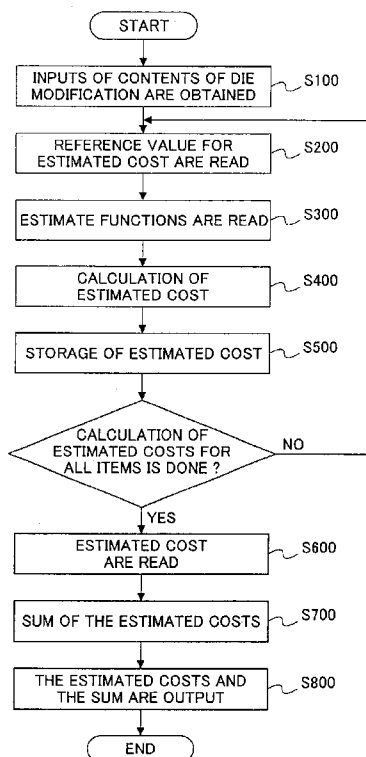 START
INPUTS OF CONTENTS OF DIE
MODIFICATION ARE OBTAINED
S100
REFERENCE VALUE FOR
ESTIMATED COST ARE READ
S200
ESTIMATE FUNCTIONS ARE READ
S300
CALCULATION OF
ESTIMATED COST
S400
STORAGE OF ESTIMATED COST
S500
CALCULATION OF
ESTIMATED COSTS FOR
ALL ITEMS IS DONE ?
NO
YES
ESTIMATED COST
ARE READ
S600
SUM OF THE ESTIMATED COSTS
S700
THE ESTIMATED COSTS AND
THE SUM ARE OUTPUT
S800
END